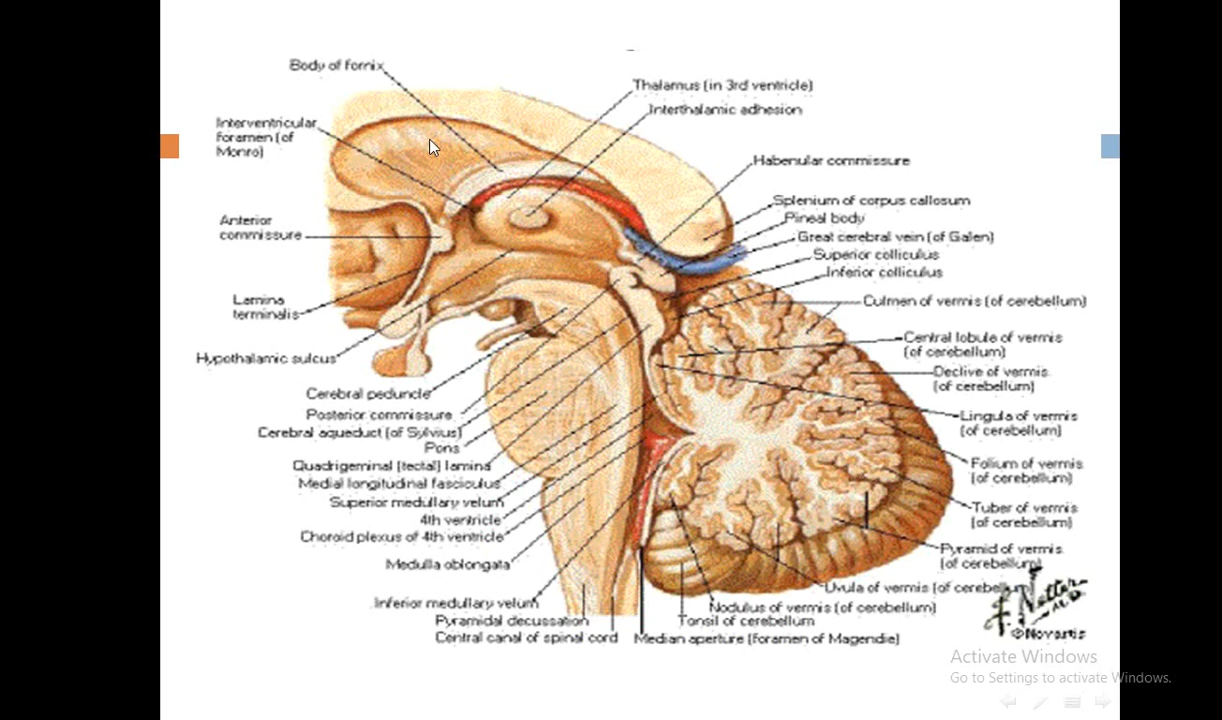 Body of fornix
Thalamus (in 3rd ventricle)
Interthalamic adhesion
Interventricular
foramen (of
Monro)
Habenular commissure
Splenium of corpus callosum
Pineal body
Great cerebral vein (of Galen)
Superior colliculus
Inferior colliculus
Anterior
commissure
Culmen of vermis (of cerebellum)
Lamina
terminalis
Central lobule of vermis
(of cerebellum)
Hypothalamic sulcus
Declive of vermis
(of cerebellum)
Cerebral peduncle
Posterior commissure
Cerebral aqueduct (of Sylvius)
Pons
Lingula of vermis
(of cerebellum)
Quadrigeminal (tectal) lamina
Medial longitudinal fasciculus
Superior medullary velum
4th ventricle
Choroid plexus of 4th ventricle
Folium of vermis
(of cerebellum)
Tuber of vermis
(of cerebellum)
Medulla oblongata
Pyramid of vermis
(of cerebellum)
Uvula of vermis (of cerebellum)
Inferior medullary velum
Nodulus of vermis (of cerebellum)
Pyramidal decussation
Tonsil of cerebellum
Central canal of spinal cord
Median aperture (foramen of Magendie)
F. Netter
M.D.
©Novartis
Activate Windows
Go to Settings to activate Windows.